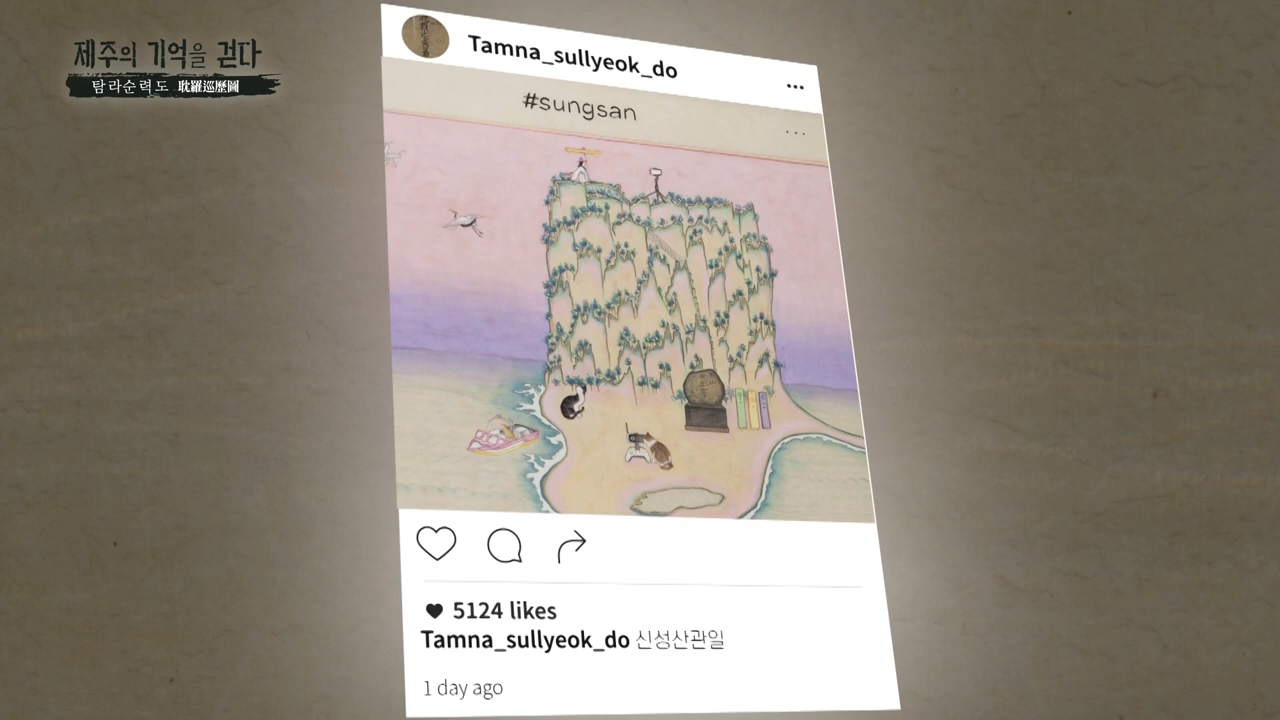 제주의 기억을 걷다
탐라순력도 耽羅巡歷圖
Tamna_sullyeok_do
#sungsan
5124 likes
Tamna_sullyeok_do 신성산관일
1 day ago